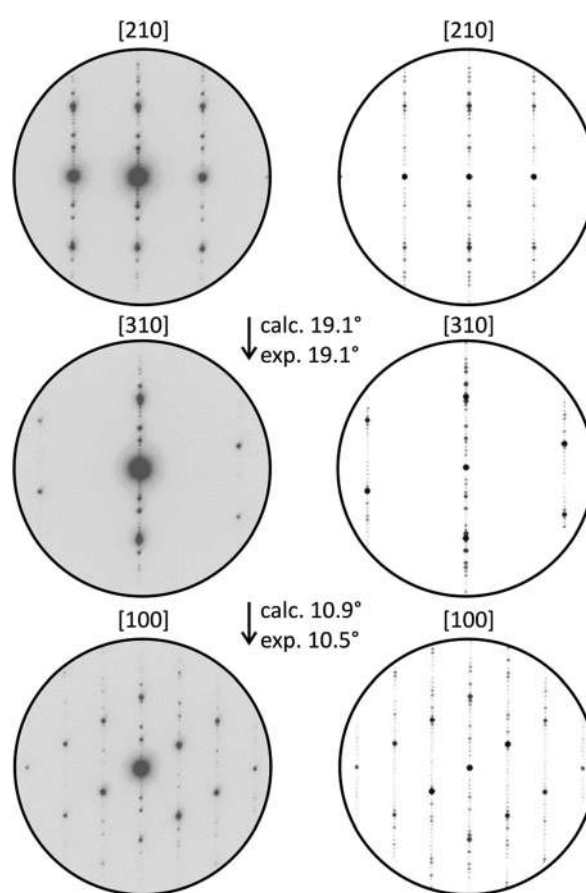 [210] [210]
[310] calc. 19.1° [310]
exp. 19.1°
[100] calc. 10.9° [100]
exp. 10.5°